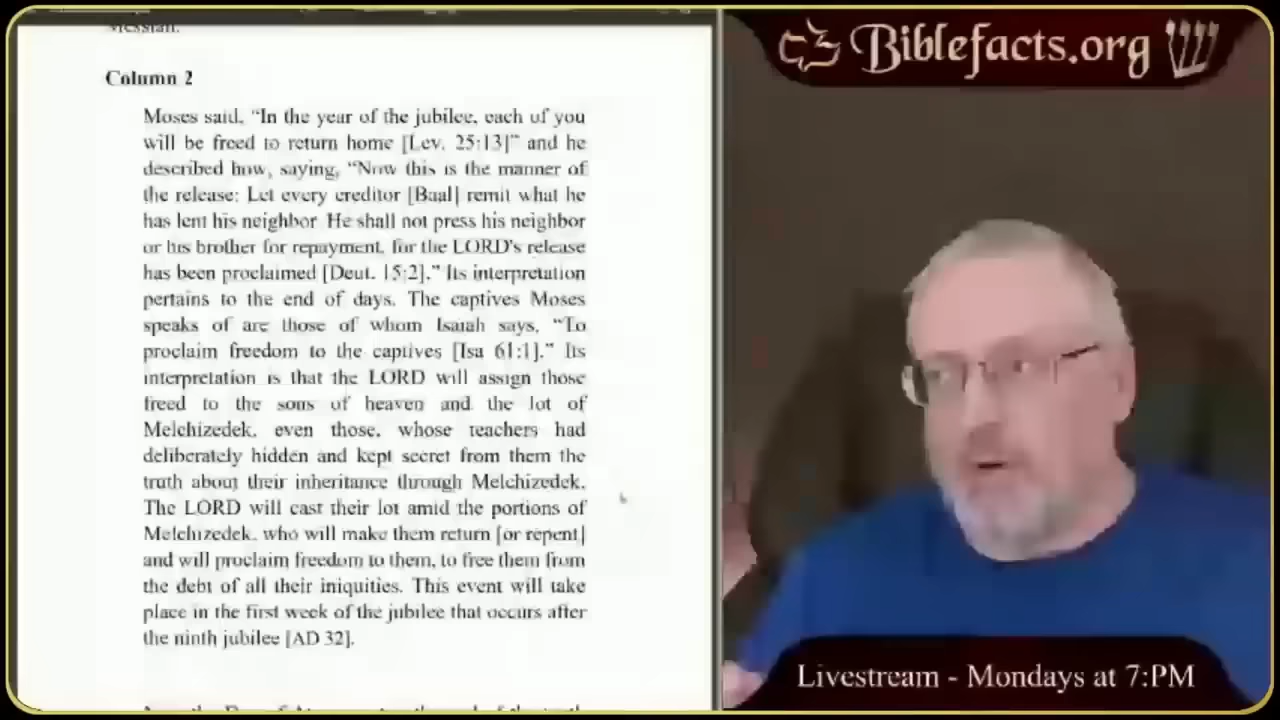 Messiah.
Column 2
Moses said, “In the year of the jubilee, each of you
will be freed to return home [Lev. 25:13]” and he
described how, saying, “Now this is the manner of
the release: Let every creditor [Baal] remit what he
has lent his neighbor. He shall not press his neighbor
or his brother for repayment, for the LORD's release
has been proclaimed [Deut. 15:2].” Its interpretation
pertains to the end of days. The captives Moses
speaks of are those of whom Isaiah says, “To
proclaim freedom to the captives [Isa 61:1].” Its
interpretation is that the LORD will assign those
freed to the sons of heaven and the lot of
Melchizedek, even those, whose teachers had
deliberately hidden and kept secret from them the
truth about their inheritance through Melchizedek.
The LORD will cast their lot amid the portions of
Melchizedek, who will make them return [or repent]
and will proclaim freedom to them, to free them from
the debt of all their iniquities. This event will take
place in the first week of the jubilee that occurs after
the ninth jubilee [AD 32].
Biblefacts.org
Livestream - Mondays at 7:PM